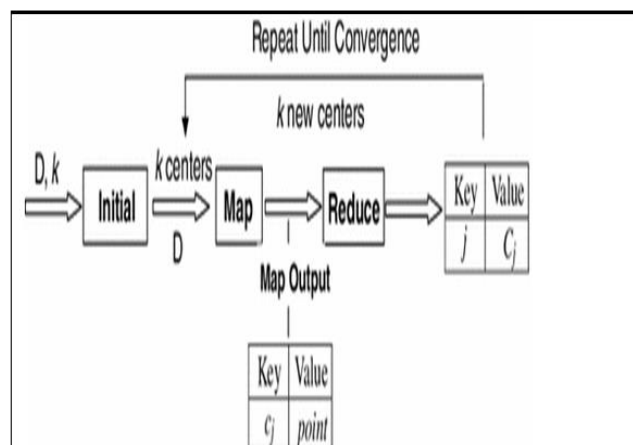 Repeat Until Convergence
k new centers
D, k
Initial
k centers
D
Map
Reduce
Key Value
j Cj
Map Output
Key Value
cj point